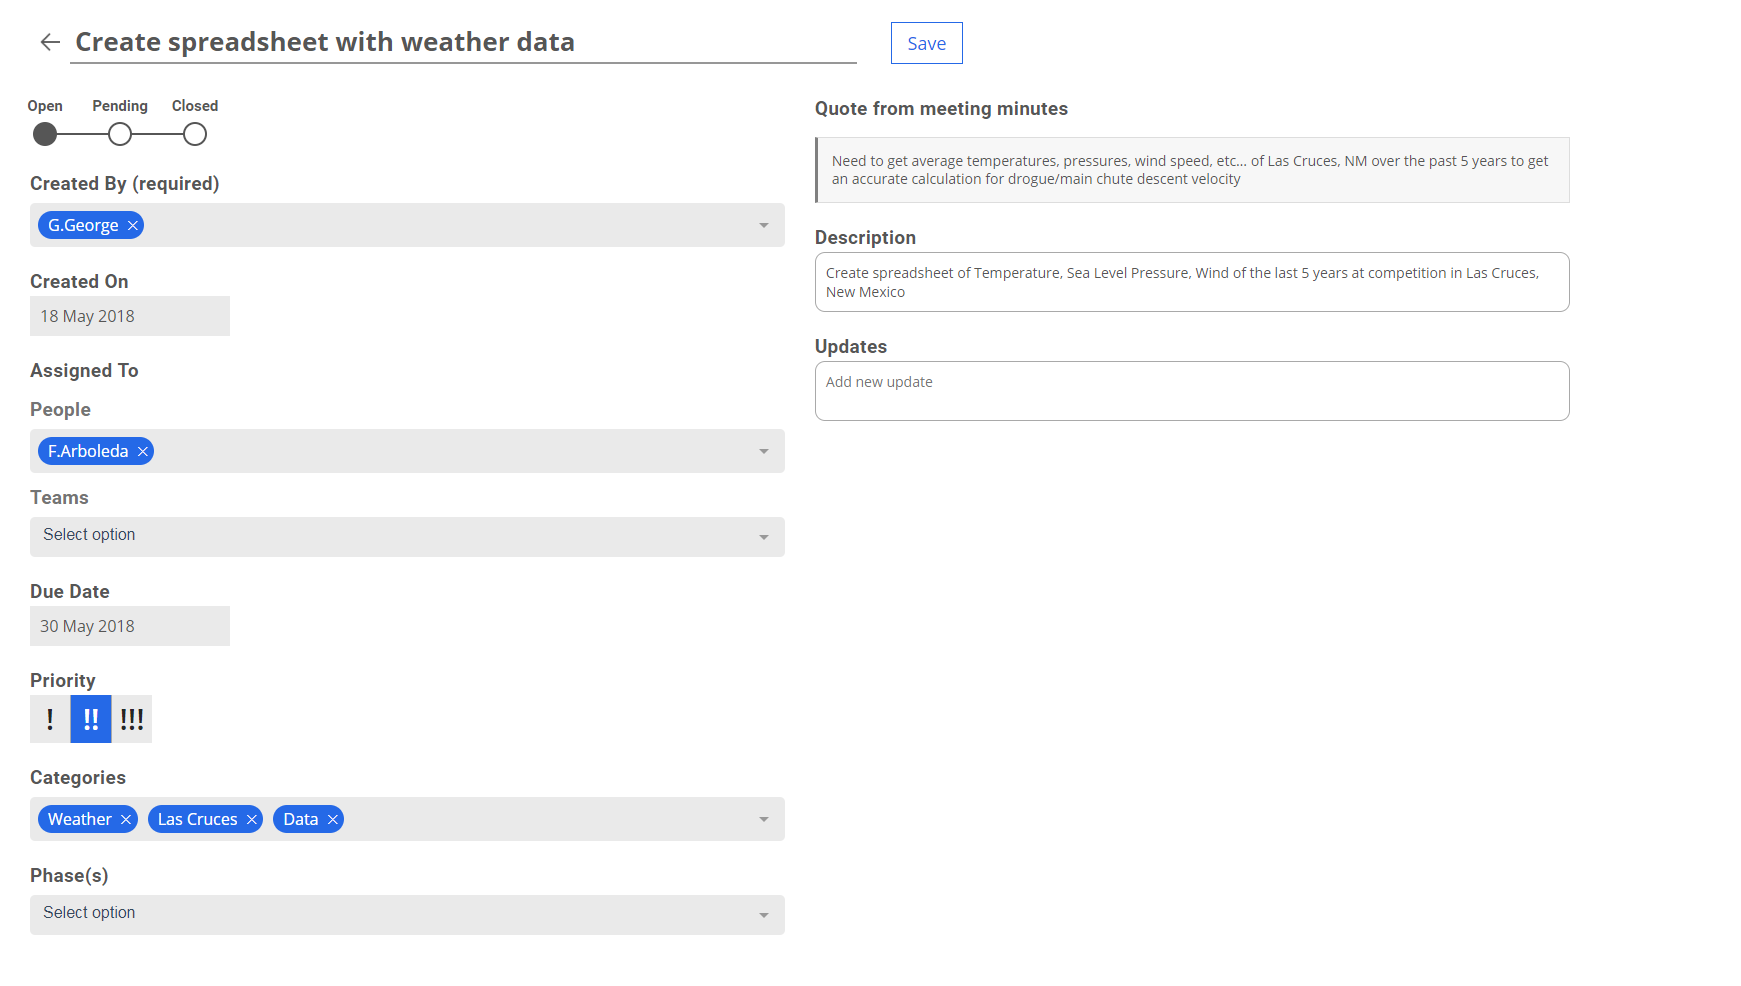 Create spreadsheet with weather data
Save
Open Pending Closed
Created By (required)
G.George
Created On
18 May 2018
Assigned To
People
F.Arboleda
Teams
Select option
Due Date
30 May 2018
Priority
! !! !!!
Categories
Weather Las Cruces Data
Phase(s)
Select option
Quote from meeting minutes
Need to get average temperatures, pressures, wind speed, etc... of Las Cruces, NM over the past 5 years to get
an accurate calculation for drogue/main chute descent velocity
Description
Create spreadsheet of Temperature, Sea Level Pressure, Wind of the last 5 years at competition in Las Cruces,
New Mexico
Updates
Add new update